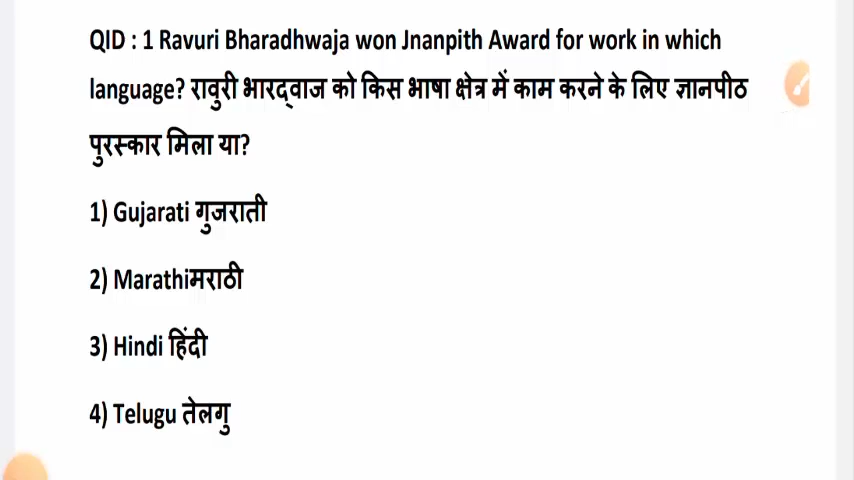 QID : 1 Ravuri Bharadhwaja won Jnanpith Award for work in which
language? रावुरी भारद्वाज को किस भाषा क्षेत्र में काम करने के लिए ज्ञानपीठ
पुरस्कार मिला या?
1) Gujarati गुजराती
2) Marathiमराठी
3) Hindi हिंदी
4) Telugu तेलगु